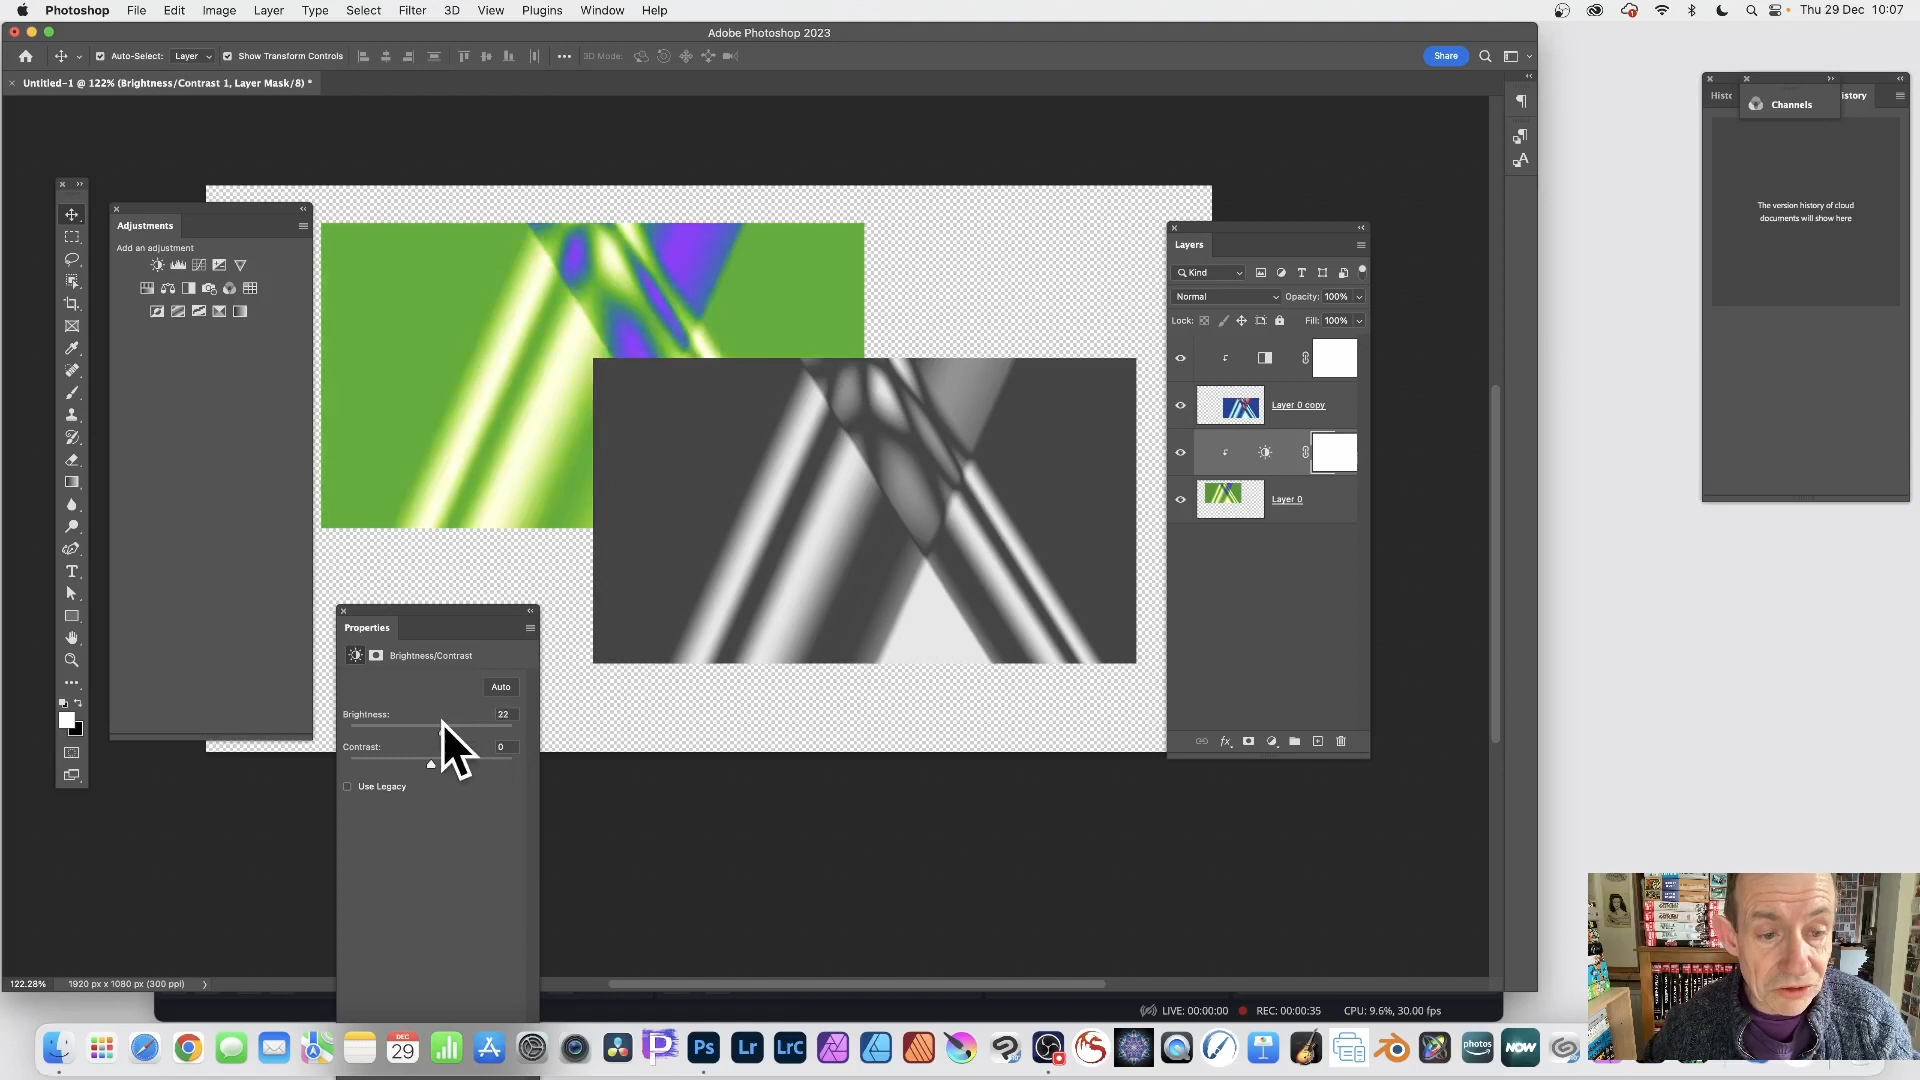 Photoshop File Edit Image Layer Type Select Filter 3D View Plugins Window Help Thu 29 Dec 10:07
Adobe Photoshop 2023
Auto-Select: Layer Show Transform Controls 3D Mode: Share
Untitled-1 @ 122% (Brightness/Contrast 1, Layer Mask/8) *
Histo Channels istory
The version history of cloud
documents will show here
Adjustments
Add an adjustment
Layers
Kind
Normal Opacity: 100%
Lock: Fill: 100%
Layer 0 copy
Layer 0
Properties
Brightness/Contrast
Auto
Brightness: 22
Contrast: 0
Use Legacy
122.28% 1920 px x 1080 px (300 ppi)
LIVE: 00:00:00 REC: 00:00:35 CPU: 9.6%, 30.00 fps
DEC
29
Ps Lr LrC
photos
NOW